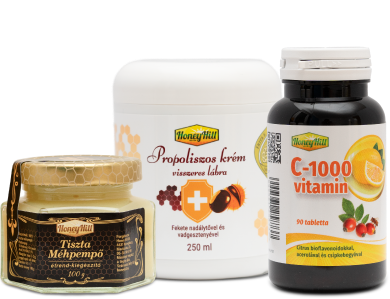 HoneyHill
Tiszta
Méhpempő
étrend-kiegészítő
100 g
HoneyHill
Propoliszos krém
visszeres lábra
Fekete nadálytővel és
vadgesztenyével
250 ml
HoneyHill
C-1000
vitamin
90 tabletta
Citrus bioflavonoidokkal,
acerolával és csipkebogyóval